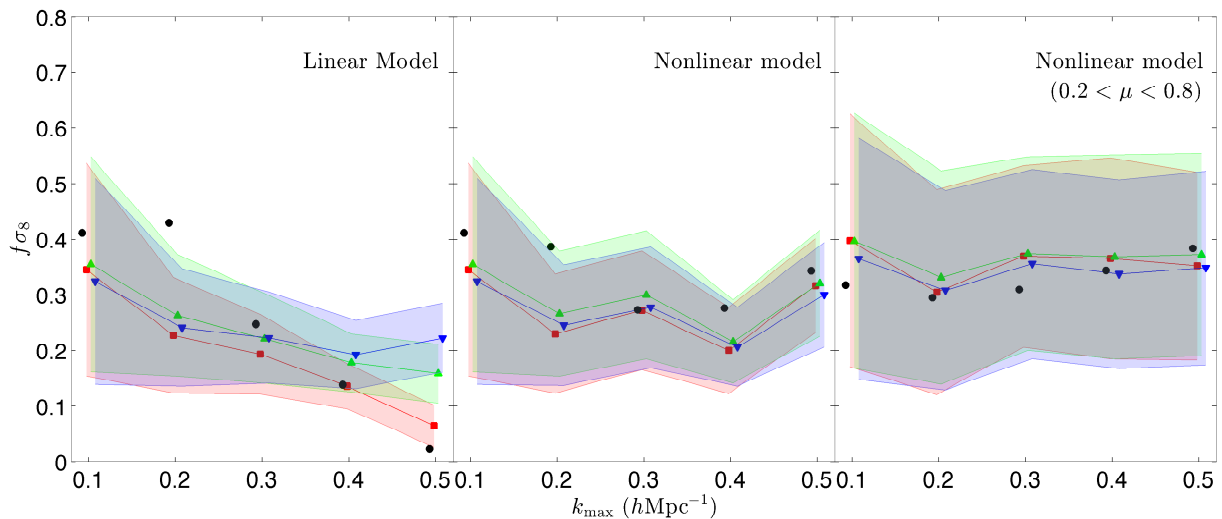 0.8
0.7
0.6
0.5
0.4
0.3
0.2
0.1
0
fσ₈
Linear Model
Nonlinear model
Nonlinear model
(0.2 < μ < 0.8)
0.1 0.2 0.3 0.4 0.5 0.1 0.2 0.3 0.4 0.5 0.1 0.2 0.3 0.4 0.5
k_max (hMpc⁻¹)